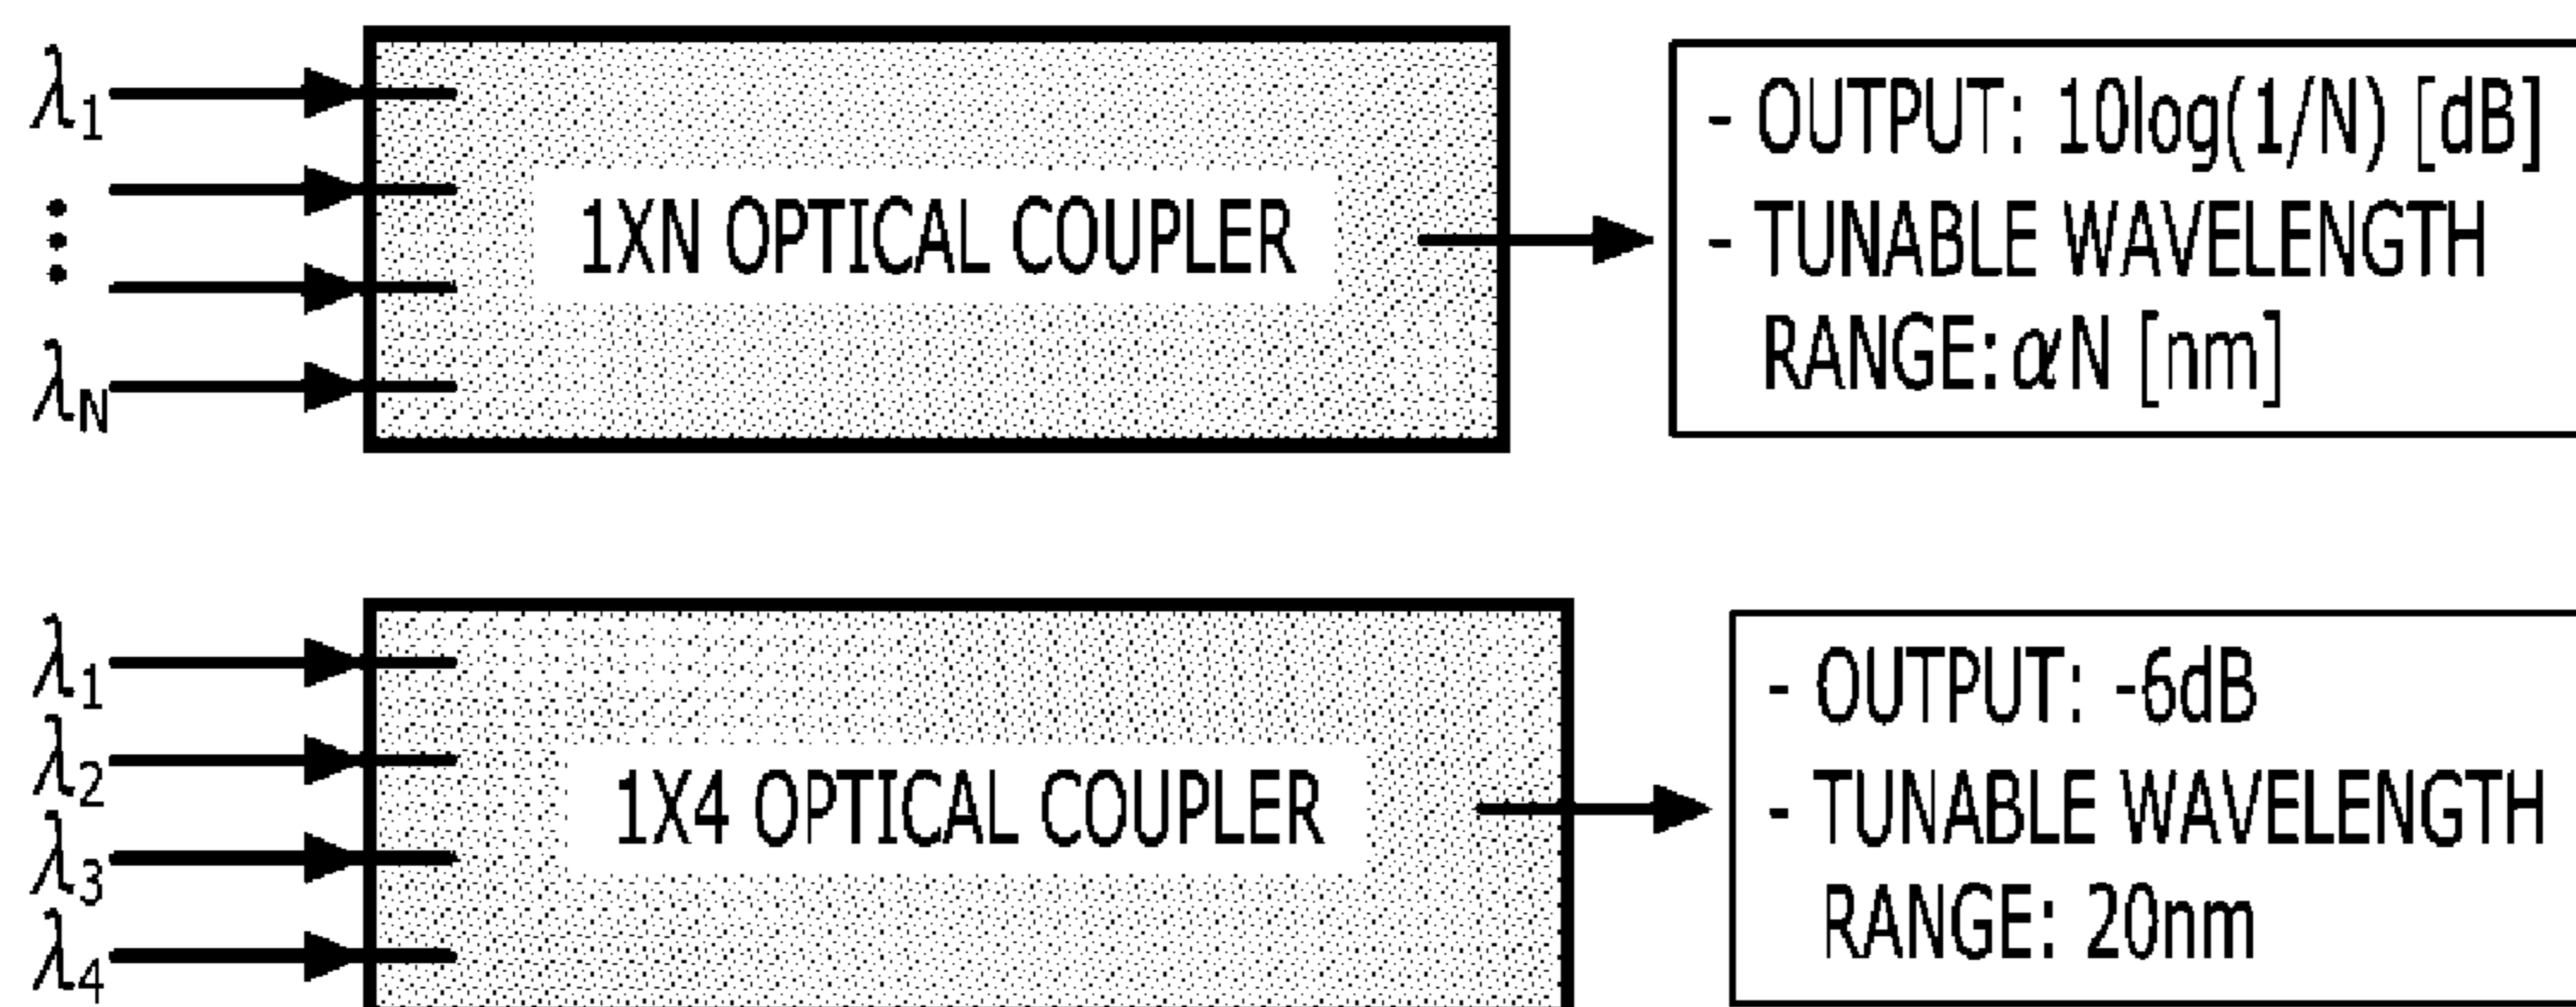 λ1
λN
1XN OPTICAL COUPLER
- OUTPUT: 10log(1/N) [dB]
- TUNABLE WAVELENGTH
RANGE: αN [nm]
λ1
λ2
λ3
λ4
1X4 OPTICAL COUPLER
- OUTPUT: -6dB
- TUNABLE WAVELENGTH
RANGE: 20nm